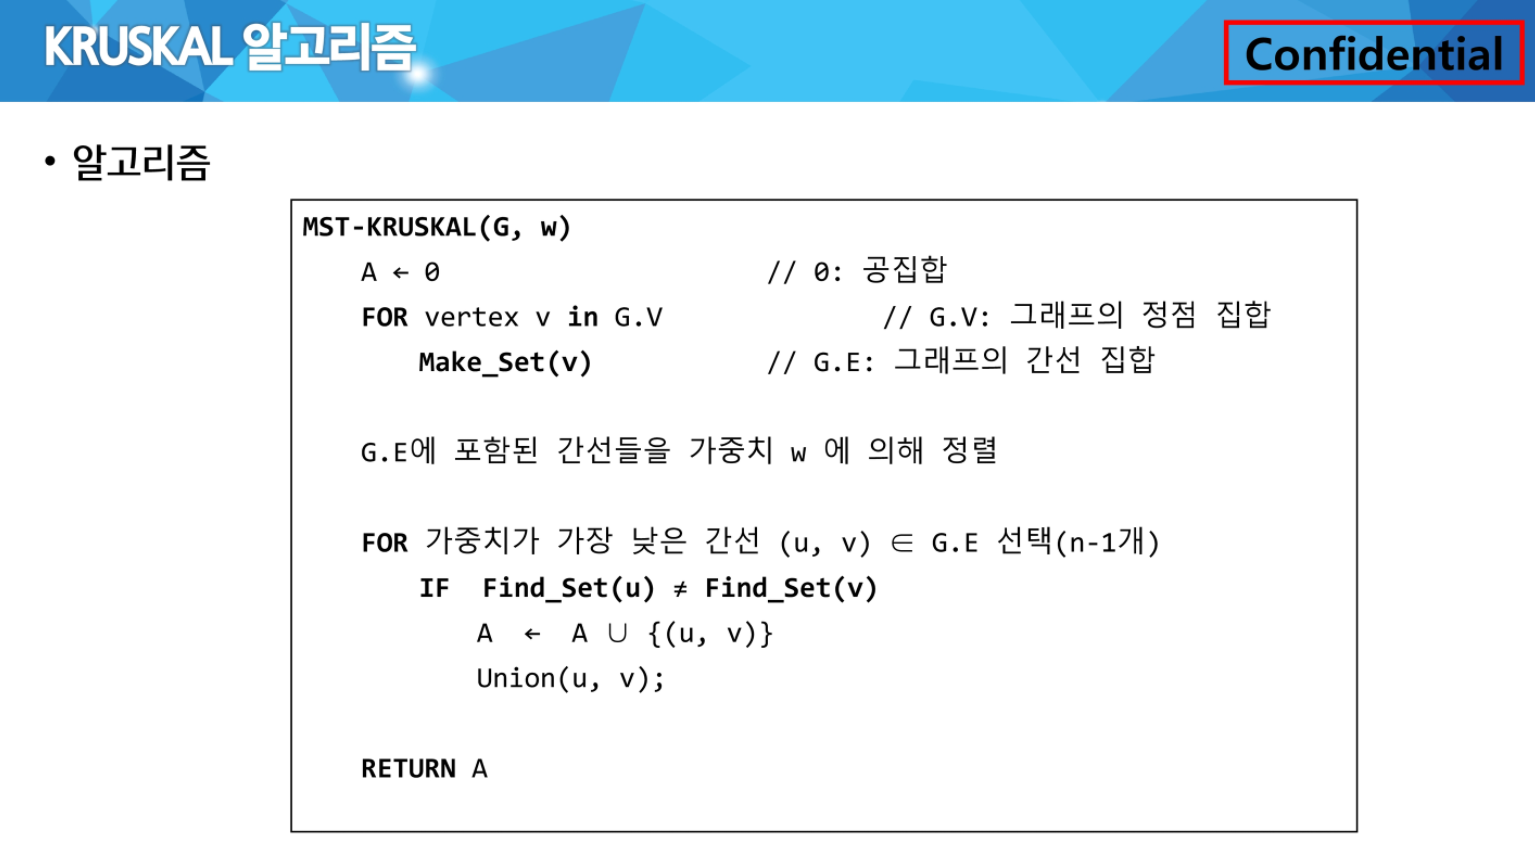 KRUSKAL 알고리즘
Confidential
• 알고리즘
MST-KRUSKAL(G, w)
A ← 0 // 0: 공집합
FOR vertex v in G.V // G.V: 그래프의 정점 집합
Make_Set(v) // G.E: 그래프의 간선 집합
G.E에 포함된 간선들을 가중치 w 에 의해 정렬
FOR 가중치가 가장 낮은 간선 (u, v) ∈ G.E 선택(n-1개)
IF Find_Set(u) ≠ Find_Set(v)
A ← A ∪ {(u, v)}
Union(u, v);
RETURN A